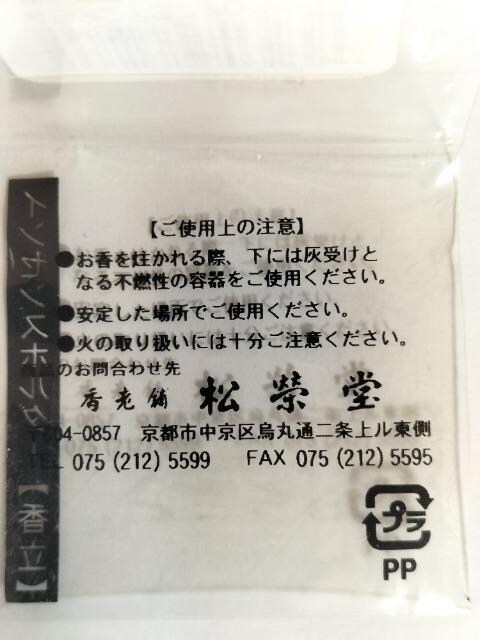 【ご使用上の注意】
●お香を炷かれる際、下には灰受けと
なる不燃性の容器をご使用ください。
●安定した場所でご使用ください。
●火の取り扱いには十分ご注意ください。
商品のお問合わせ先
香老舗 松榮堂
〒604-0857 京都市中京区烏丸通二条上ル東側
TEL 075 (212) 5599 FAX 075 (212) 5595
プラ
PP
インセンスホルダー【香立】